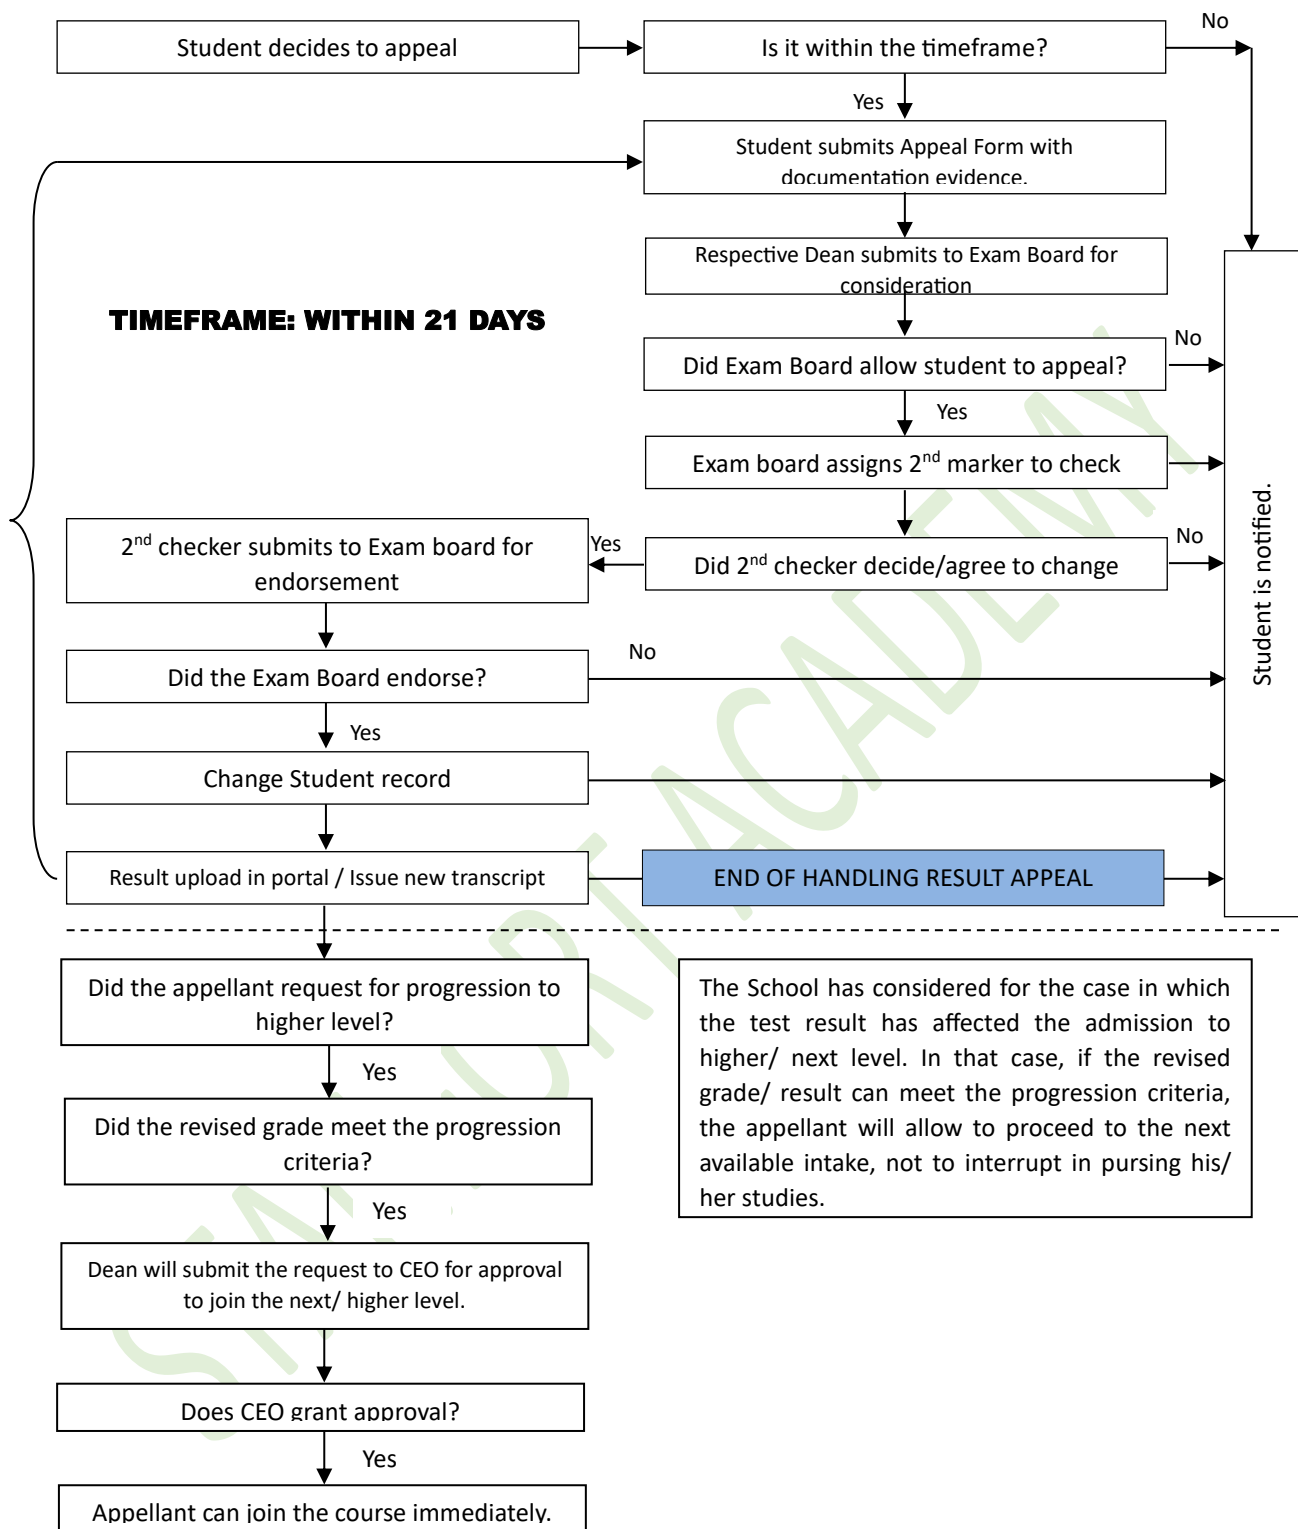 Student decides to appeal
Is it within the timeframe?
No
Yes
Student submits Appeal Form with
documentation evidence.
Respective Dean submits to Exam Board for
consideration
TIMEFRAME: WITHIN 21 DAYS
Did Exam Board allow student to appeal?
No
Yes
Exam board assigns 2nd marker to check
2nd checker submits to Exam board for
endorsement
Yes
Did 2nd checker decide/agree to change
No
Did the Exam Board endorse?
No
Yes
Change Student record
Result upload in portal / Issue new transcript
END OF HANDLING RESULT APPEAL
Student is notified.
Did the appellant request for progression to
higher level?
Yes
Did the revised grade meet the progression
criteria?
Yes
Dean will submit the request to CEO for approval
to join the next/ higher level.
Does CEO grant approval?
Yes
Appellant can join the course immediately.
The School has considered for the case in which
the test result has affected the admission to
higher/ next level. In that case, if the revised
grade/ result can meet the progression criteria,
the appellant will allow to proceed to the next
available intake, not to interrupt in pursing his/
her studies.
ACADEMY